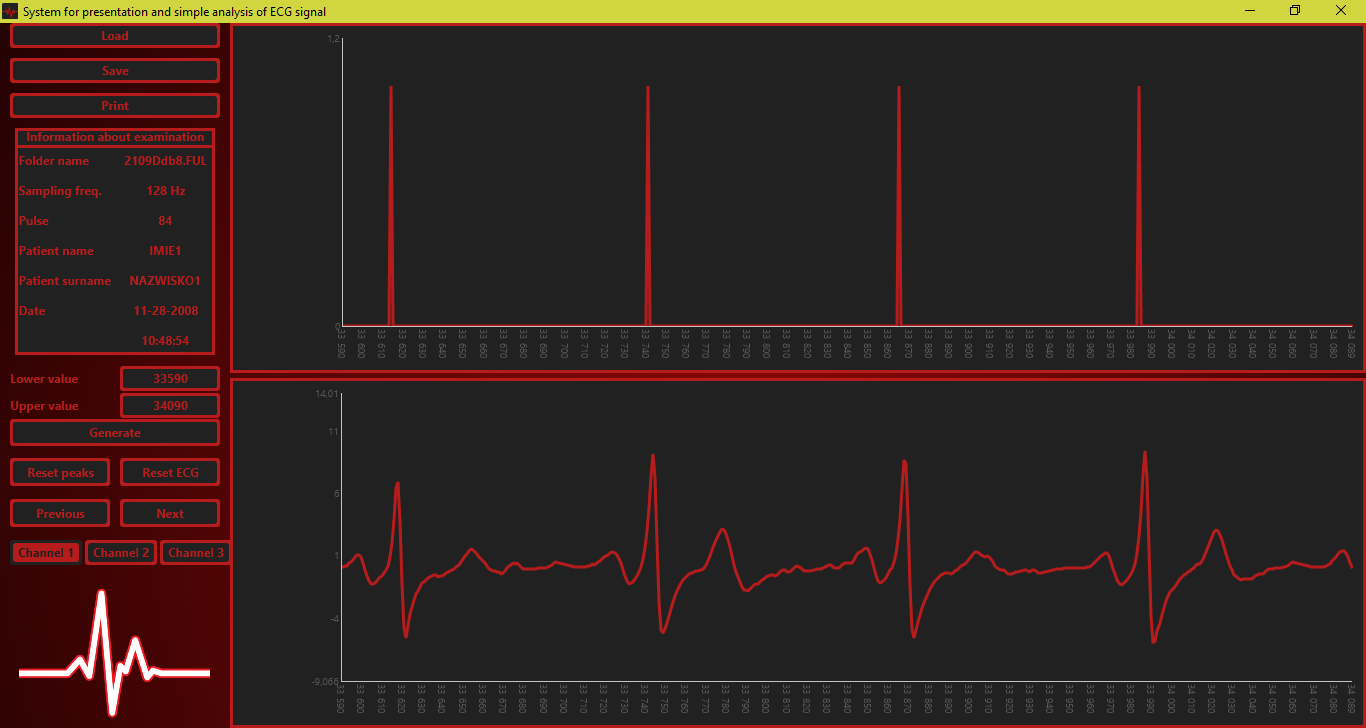 System for presentation and simple analysis of ECG signal
Load
Save
Print
Information about examination
Folder name 2109Ddb8.FUL
Sampling freq. 128 Hz
Pulse 84
Patient name IMIE1
Patient surname NAZWISKO1
Date 11-28-2008
10:48:54
Lower value 33590
Upper value 34090
Generate
Reset peaks Reset ECG
Previous Next
Channel 1 Channel 2 Channel 3
1,2
0
33 590 33 600 33 610 33 620 33 630 33 640 33 650 33 660 33 670 33 680 33 690 33 700 33 710 33 720 33 730 33 740 33 750 33 760 33 770 33 780 33 790 33 800 33 810 33 820 33 830 33 840 33 850 33 860 33 870 33 880 33 890 33 900 33 910 33 920 33 930 33 940 33 950 33 960 33 970 33 980 33 990 34 000 34 010 34 020 34 030 34 040 34 050 34 060 34 070 34 080 34 089
14,01
11
6
1
-4
-9,066
33 590 33 600 33 610 33 620 33 630 33 640 33 650 33 660 33 670 33 680 33 690 33 700 33 710 33 720 33 730 33 740 33 750 33 760 33 770 33 780 33 790 33 800 33 810 33 820 33 830 33 840 33 850 33 860 33 870 33 880 33 890 33 900 33 910 33 920 33 930 33 940 33 950 33 960 33 970 33 980 33 990 34 000 34 010 34 020 34 030 34 040 34 050 34 060 34 070 34 080 34 089